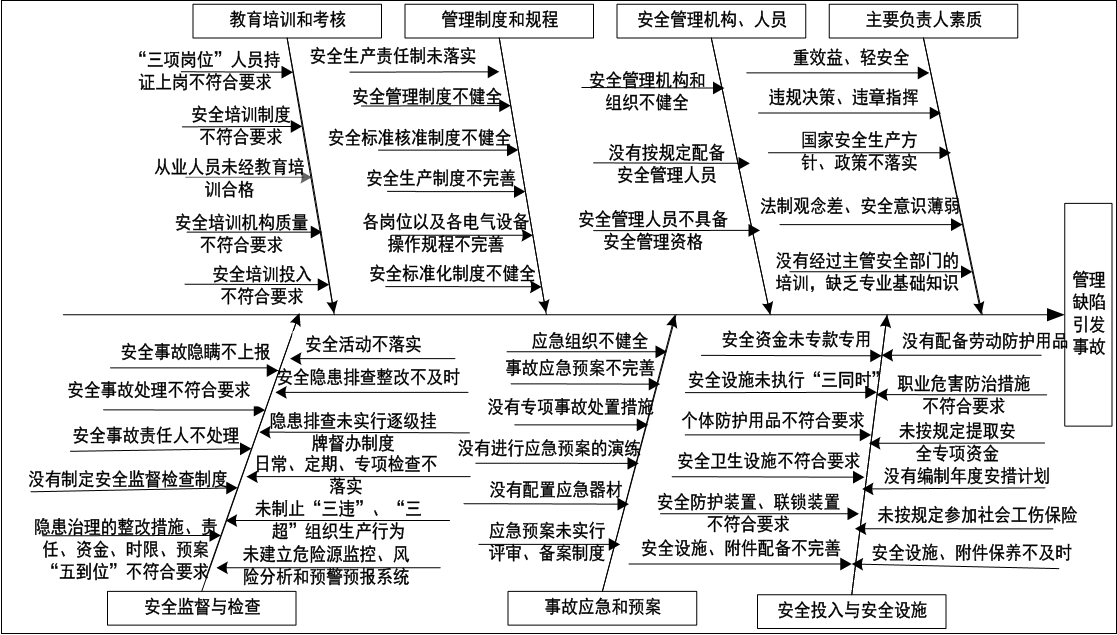 教育培训和考核
管理制度和规程
安全管理机构、人员
主要负责人素质
“三项岗位”人员持
证上岗不符合要求
安全培训制度
不符合要求
从业人员未经教育培
训合格
安全培训机构质量
不符合要求
安全培训投入
不符合要求
安全生产责任制未落实
安全管理制度不健全
安全标准核准制度不健全
安全生产制度不完善
各岗位以及各电气设备
操作规程不完善
安全标准化制度不健全
安全管理机构和
组织不健全
没有按规定配备
安全管理人员
安全管理人员不具备
安全管理资格
重效益、轻安全
违规决策、违章指挥
国家安全生产方
针、政策不落实
法制观念差、安全意识薄弱
没有经过主管安全部门的
培训，缺乏专业基础知识
管理
缺陷
引发
事故
安全事故隐瞒不上报
安全事故处理不符合要求
安全事故责任人不处理
没有制定安全监督检查制度
隐患治理的整改措施、责
任、资金、时限、预案
“五到位”不符合要求
安全活动不落实
安全隐患排查整改不及时
隐患排查未实行逐级挂
牌督办制度
日常、定期、专项检查不
落实
未制止“三违”、“三
超”组织生产行为
未建立危险源监控、风
险分析和预警预报系统
应急组织不健全
事故应急预案不完善
没有专项事故处置措施
没有进行应急预案的演练
没有配置应急器材
应急预案未实行
评审、备案制度
安全资金未专款专用
安全设施未执行“三同时”
个体防护用品不符合要求
安全卫生设施不符合要求
安全防护装置、联锁装置
不符合要求
安全设施、附件配备不完善
没有配备劳动防护用品
职业危害防治措施
不符合要求
未按规定提取安
全专项资金
没有编制年度安措计划
未按规定参加社会工伤保险
安全设施、附件保养不及时
安全监督与检查
事故应急和预案
安全投入与安全设施